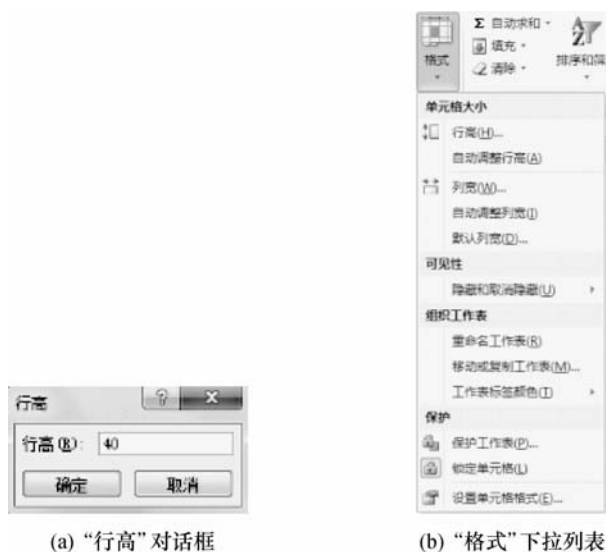 行高
行高(R): 40
确定 取消
(a) “行高”对话框
格式
Σ 自动求和
填充
清除
排序和筛
单元格大小
行高(H)...
自动调整行高(A)
列宽(W)...
自动调整列宽(I)
默认列宽(D)...
可见性
隐藏和取消隐藏(U)
组织工作表
重命名工作表(R)
移动或复制工作表(M)...
工作表标签颜色(T)
保护
保护工作表(P)...
锁定单元格(L)
设置单元格格式(E)...
(b) “格式”下拉列表